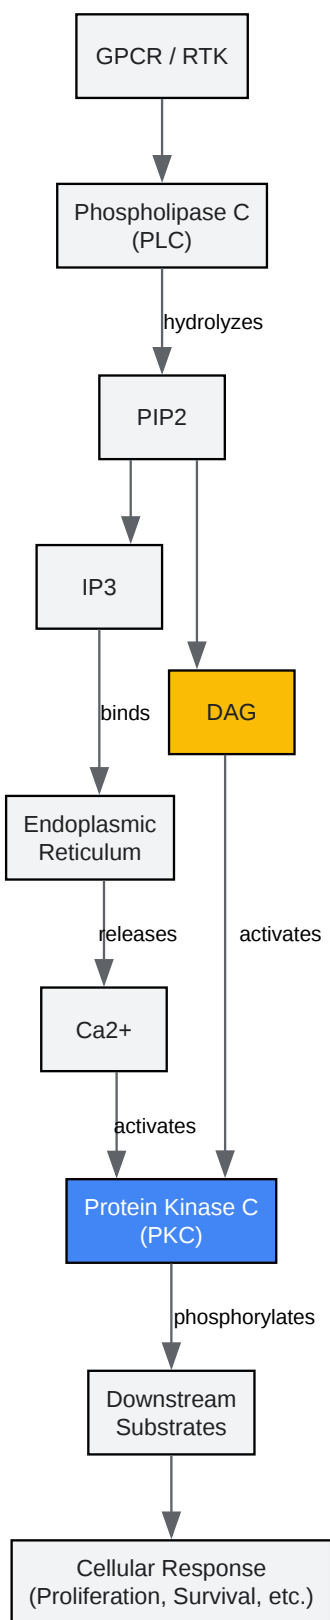 GPCR / RTK
Phospholipase C
(PLC)
hydrolyzes
PIP2
IP3
binds
DAG
Endoplasmic
Reticulum
releases
activates
Ca2+
activates
Protein Kinase C
(PKC)
phosphorylates
Downstream
Substrates
Cellular Response
(Proliferation, Survival, etc.)